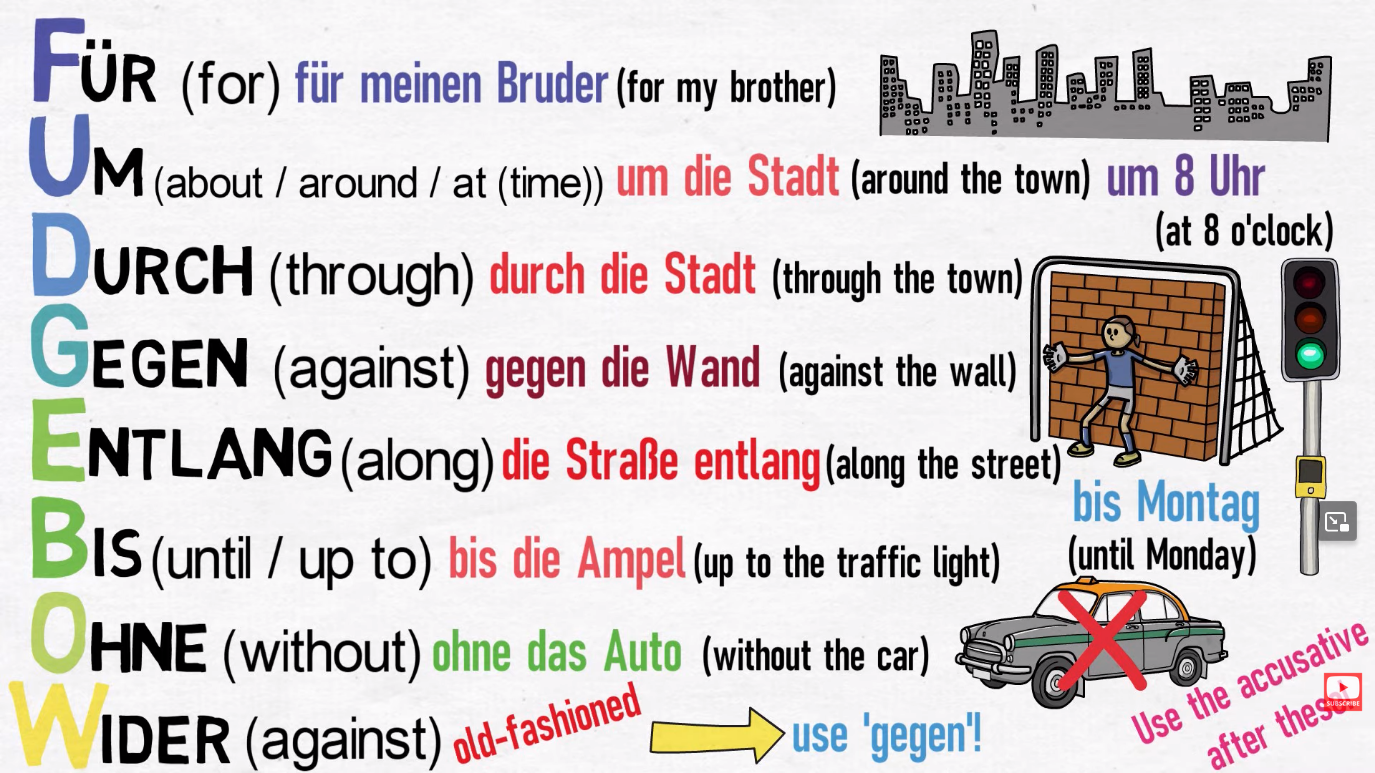 FÜR (for) für meinen Bruder (for my brother)
UM (about / around / at (time)) um die Stadt (around the town) um 8 Uhr
(at 8 o'clock)
DURCH (through) durch die Stadt (through the town)
GEGEN (against) gegen die Wand (against the wall)
ENTLANG (along) die Straße entlang (along the street)
bis Montag
(until Monday)
BIS (until / up to) bis die Ampel (up to the traffic light)
OHNE (without) ohne das Auto (without the car)
WIDER (against) old-fashioned use 'gegen'!
Use the accusative
after these!
SUBSCRIBE